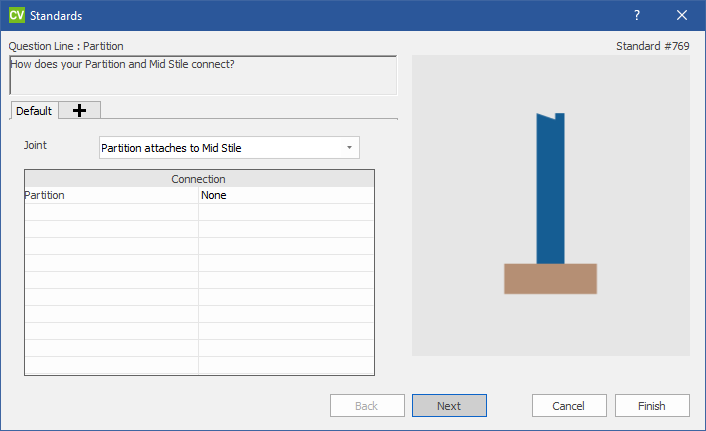 CV Standards
Question Line : Partition
Standard #769
How does your Partition and Mid Stile connect?
Default
Joint
Partition attaches to Mid Stile
Connection
Partition None
Back Next Cancel Finish